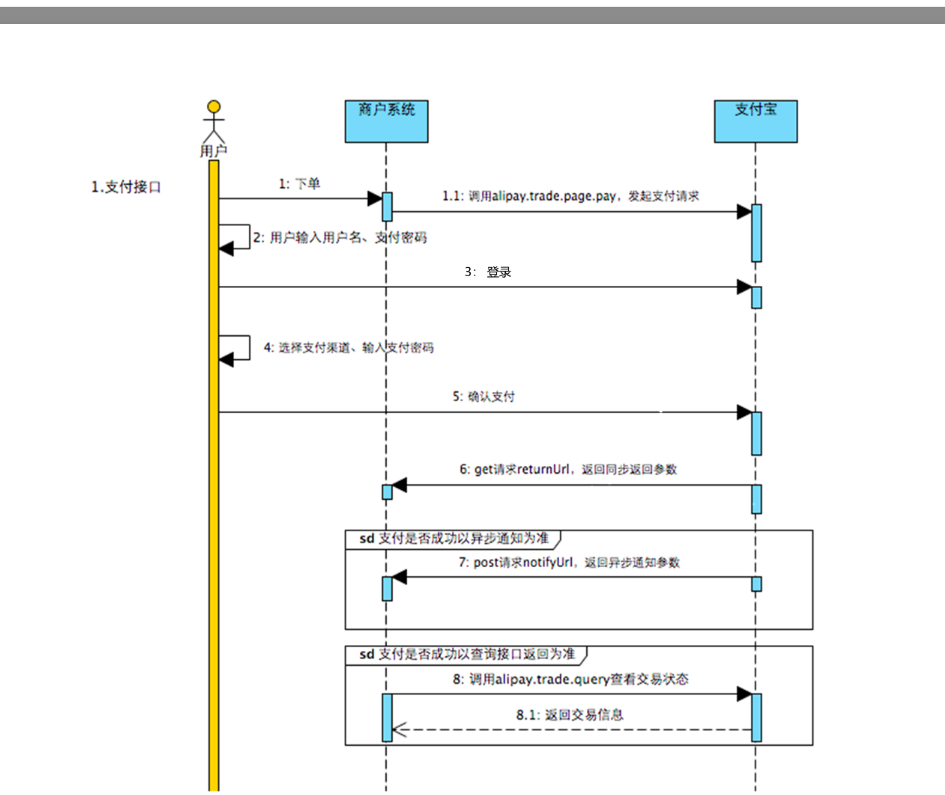 商户系统
支付宝
用户
1.支付接口
1: 下单
1.1: 调用alipay.trade.page.pay，发起支付请求
2: 用户输入用户名、支付密码
3: 登录
4: 选择支付渠道、输入支付密码
5: 确认支付
6: get请求returnUrl，返回同步返回参数
sd 支付是否成功以异步通知为准
7: post请求notifyUrl，返回异步通知参数
sd 支付是否成功以查询接口返回为准
8: 调用alipay.trade.query查看交易状态
8.1: 返回交易信息